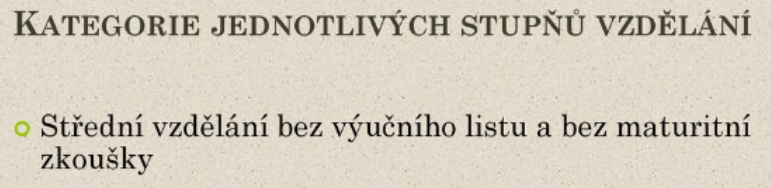 KATEGORIE JEDNOTLIVÝCH STUPŇŮ VZDĚLÁNÍ
Střední vzdělání bez výučního listu a bez maturitní
zkoušky